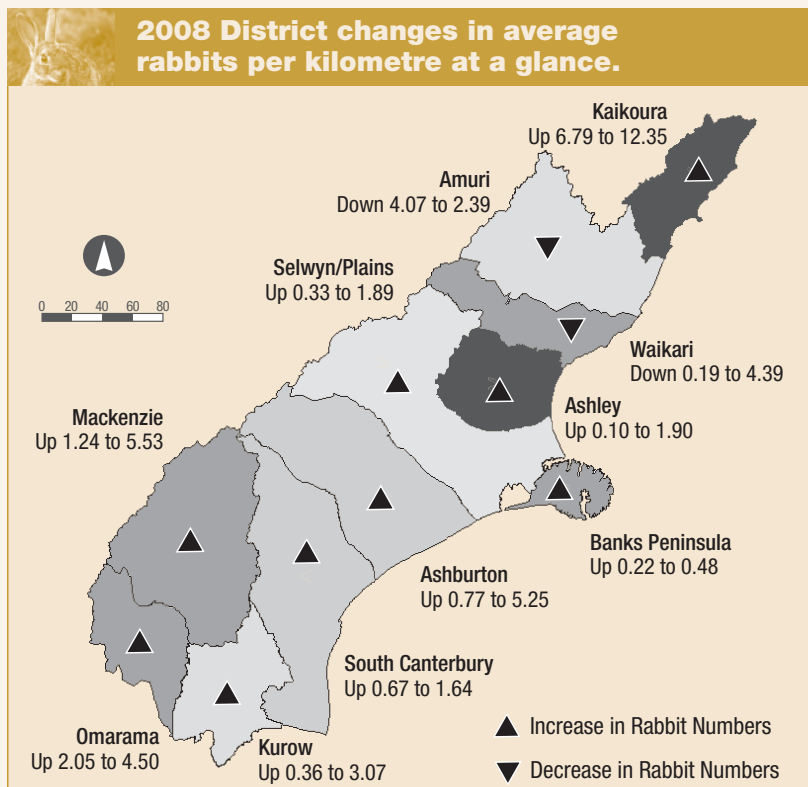 2008 District changes in average
rabbits per kilometre at a glance.
Kaikoura
Up 6.79 to 12.35
Amuri
Down 4.07 to 2.39
Selwyn/Plains
Up 0.33 to 1.89
0 20 40 60 80
Waikari
Down 0.19 to 4.39
Mackenzie
Up 1.24 to 5.53
Ashley
Up 0.10 to 1.90
Banks Peninsula
Up 0.22 to 0.48
Ashburton
Up 0.77 to 5.25
South Canterbury
Up 0.67 to 1.64
Omarama
Up 2.05 to 4.50
Kurow
Up 0.36 to 3.07
Increase in Rabbit Numbers
Decrease in Rabbit Numbers